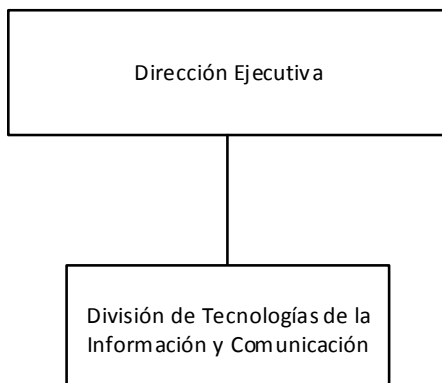 Dirección Ejecutiva
División de Tecnologías de la
Información y Comunicación